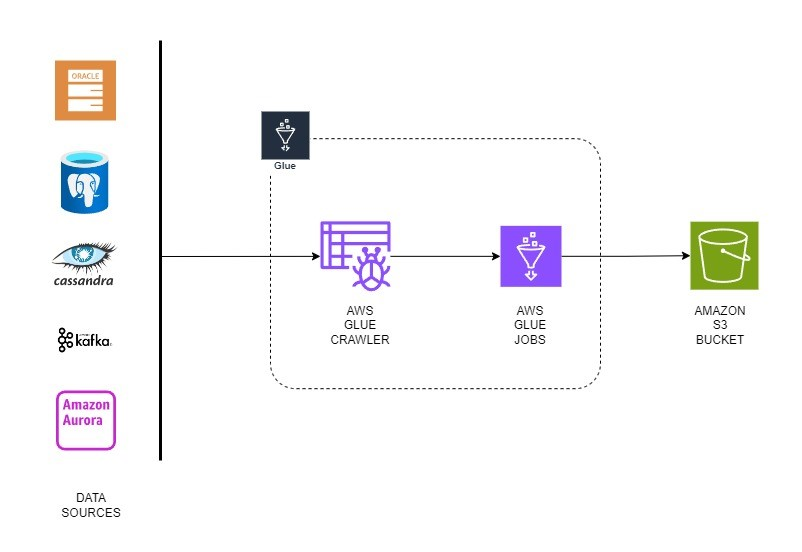 ORACLE
Glue
cassandra
kafka
Amazon
Aurora
AWS
GLUE
CRAWLER
AWS
GLUE
JOBS
AMAZON
S3
BUCKET
DATA
SOURCES